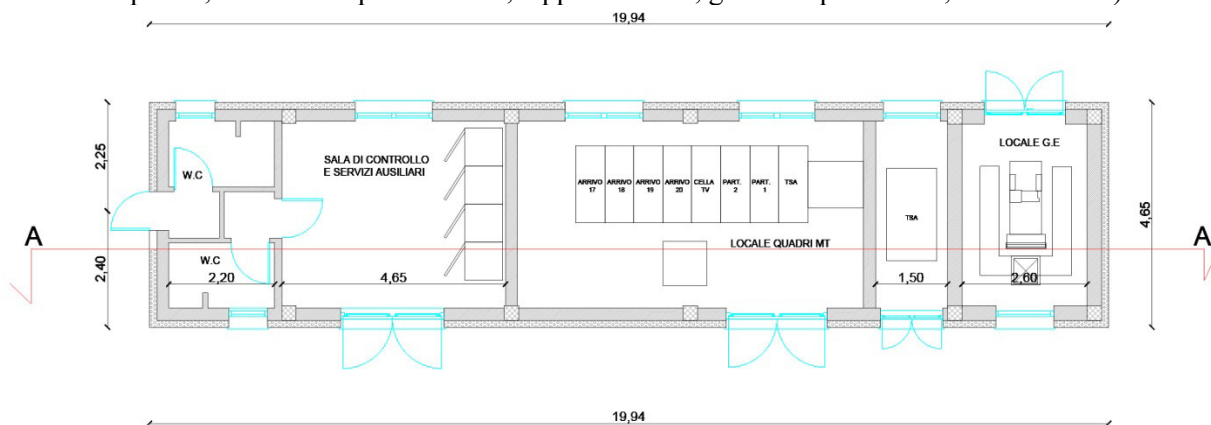 19,94
2,25
2,40
4,65
W.C
W.C
2,20
SALA DI CONTROLLO
E SERVIZI AUSILIARI
4,65
ARRIVO
17
ARRIVO
18
ARRIVO
19
ARRIVO
20
CELLA
TV
PART.
2
PART.
1
TSA
LOCALE QUADRI MT
TSA
1,50
LOCALE G.E
2,60
A
A
19,94